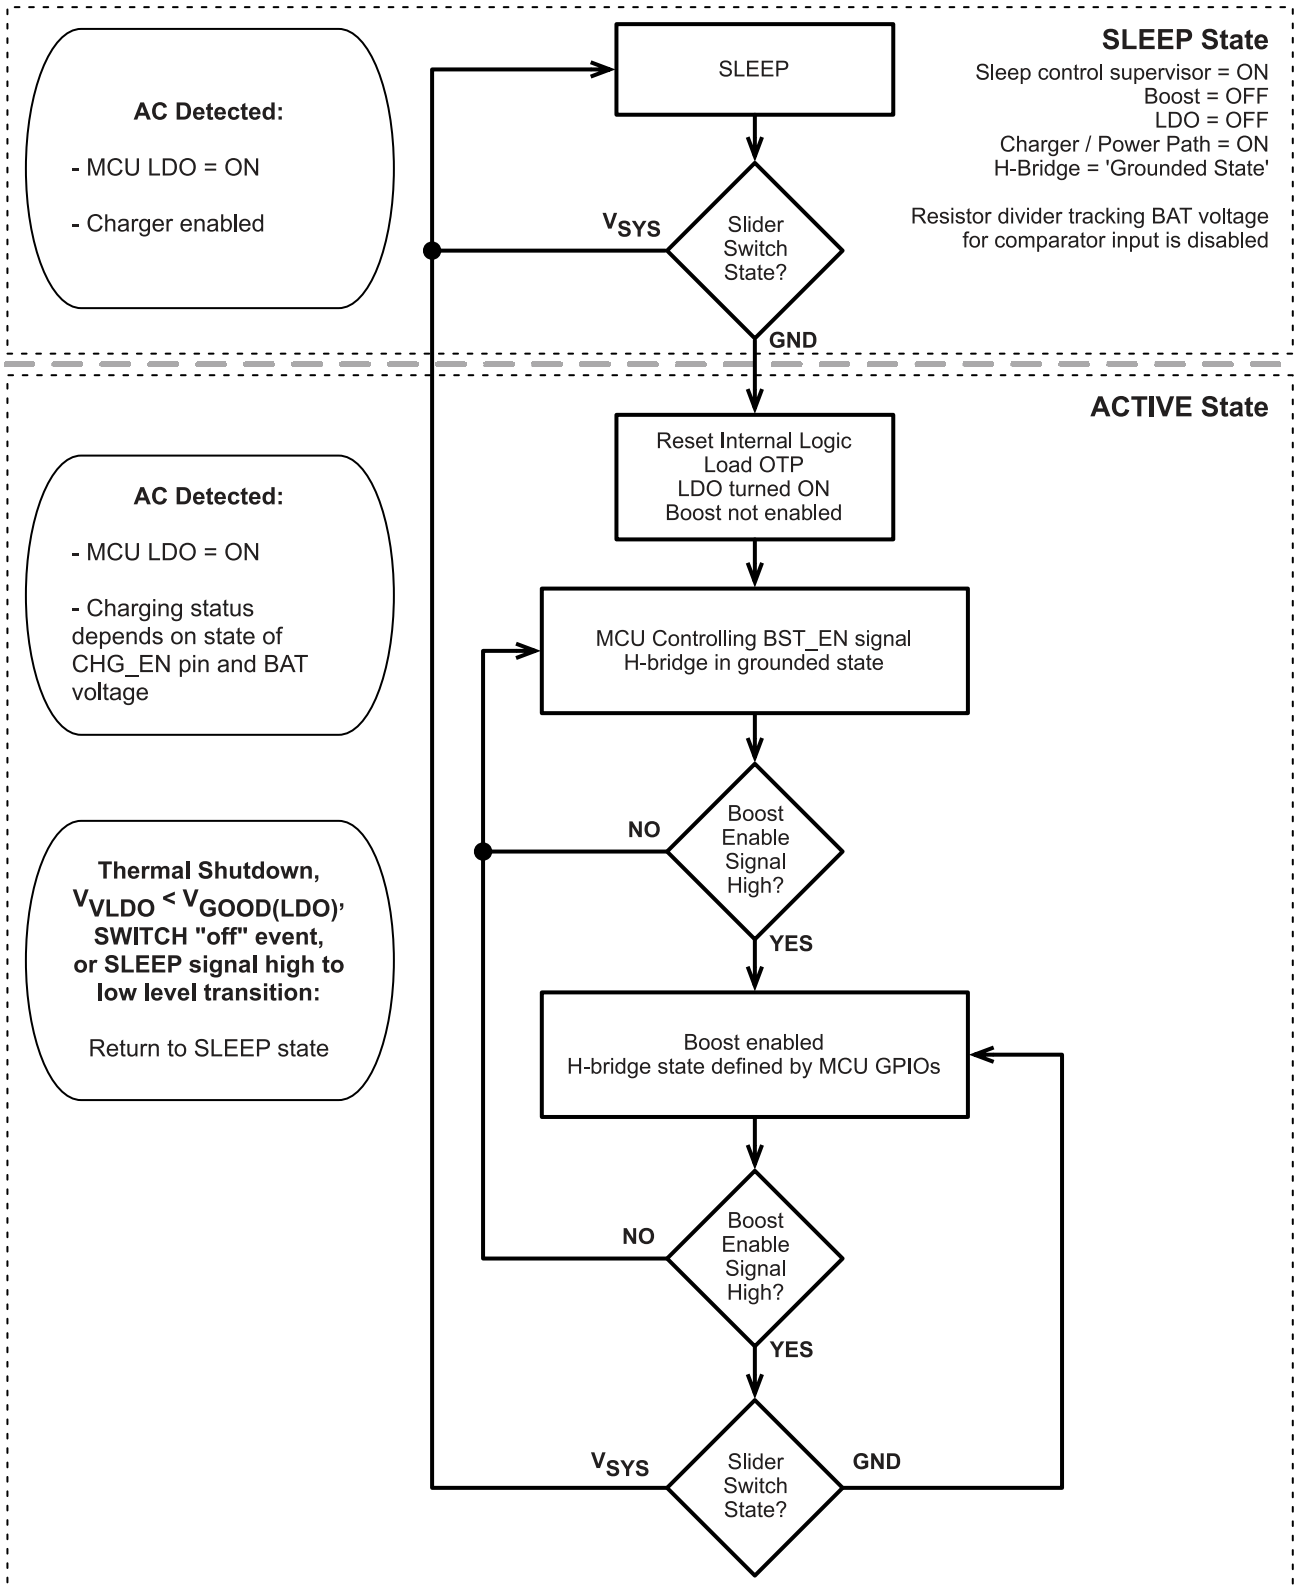 SLEEP State
Sleep control supervisor = ON
Boost = OFF
LDO = OFF
Charger / Power Path = ON
H-Bridge = 'Grounded State'
Resistor divider tracking BAT voltage
for comparator input is disabled
AC Detected:
- MCU LDO = ON
- Charger enabled
SLEEP
Slider
Switch
State?
VSYS
GND
ACTIVE State
AC Detected:
- MCU LDO = ON
- Charging status
depends on state of
CHG_EN pin and BAT
voltage
Thermal Shutdown,
VVLDO < VGOOD(LDO),
SWITCH "off" event,
or SLEEP signal high to
low level transition:
Return to SLEEP state
Reset Internal Logic
Load OTP
LDO turned ON
Boost not enabled
MCU Controlling BST_EN signal
H-bridge in grounded state
Boost
Enable
Signal
High?
NO
YES
Boost enabled
H-bridge state defined by MCU GPIOs
Boost
Enable
Signal
High?
NO
YES
Slider
Switch
State?
VSYS
GND